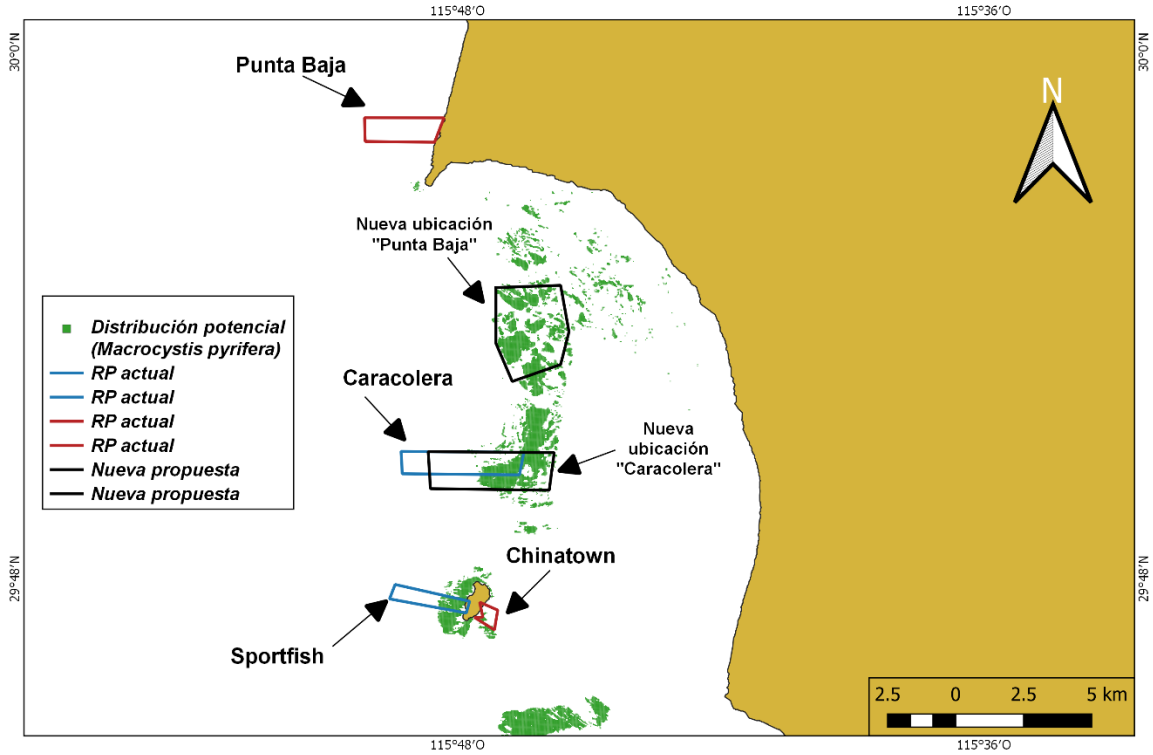 115°48'O
115°36'O
30°0'N
30°0'N
Punta Baja
N
Nueva ubicación
"Punta Baja"
Distribución potencial
(Macrocystis pyrifera)
RP actual
RP actual
RP actual
RP actual
Nueva propuesta
Nueva propuesta
Caracolera
Nueva
ubicación
"Caracolera"
29°48'N
29°48'N
Chinatown
Sportfish
2.5
0
2.5
5 km
115°48'O
115°36'O